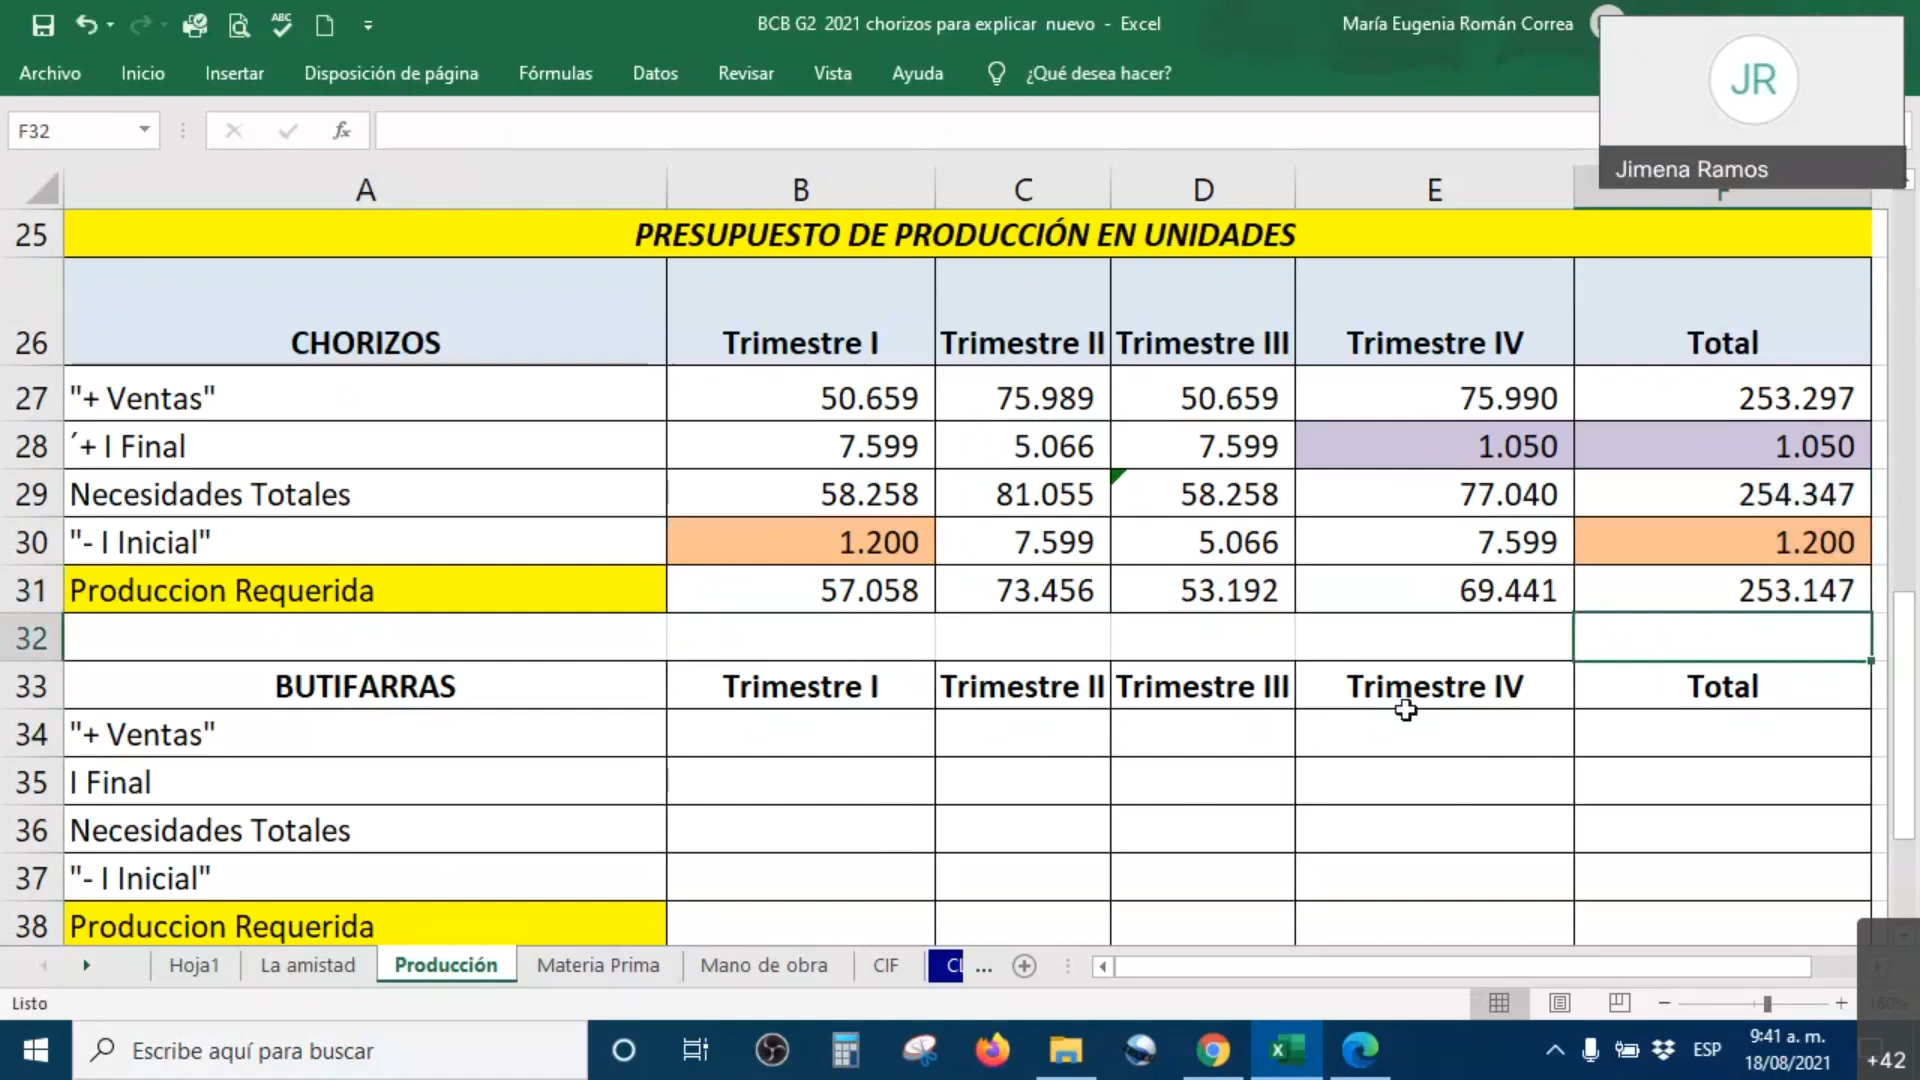 ABC
BCB G2 2021 chorizos para explicar nuevo - Excel
María Eugenia Román Correa
Archivo Inicio Insertar Disposición de página Fórmulas Datos Revisar Vista Ayuda ¿Qué desea hacer?
JR
Jimena Ramos
F32 fx
A B C D E F
25 PRESUPUESTO DE PRODUCCIÓN EN UNIDADES
26 CHORIZOS Trimestre I Trimestre II Trimestre III Trimestre IV Total
27 "+ Ventas" 50.659 75.989 50.659 75.990 253.297
28 ´+ I Final 7.599 5.066 7.599 1.050 1.050
29 Necesidades Totales 58.258 81.055 58.258 77.040 254.347
30 "- I Inicial" 1.200 7.599 5.066 7.599 1.200
31 Produccion Requerida 57.058 73.456 53.192 69.441 253.147
32
33 BUTIFARRAS Trimestre I Trimestre II Trimestre III Trimestre IV Total
34 "+ Ventas"
35 I Final
36 Necesidades Totales
37 "- I Inicial"
38 Produccion Requerida
Hoja1 La amistad Producción Materia Prima Mano de obra CIF ...
Listo
Escribe aquí para buscar
ESP
9:41 a. m.
18/08/2021
+42